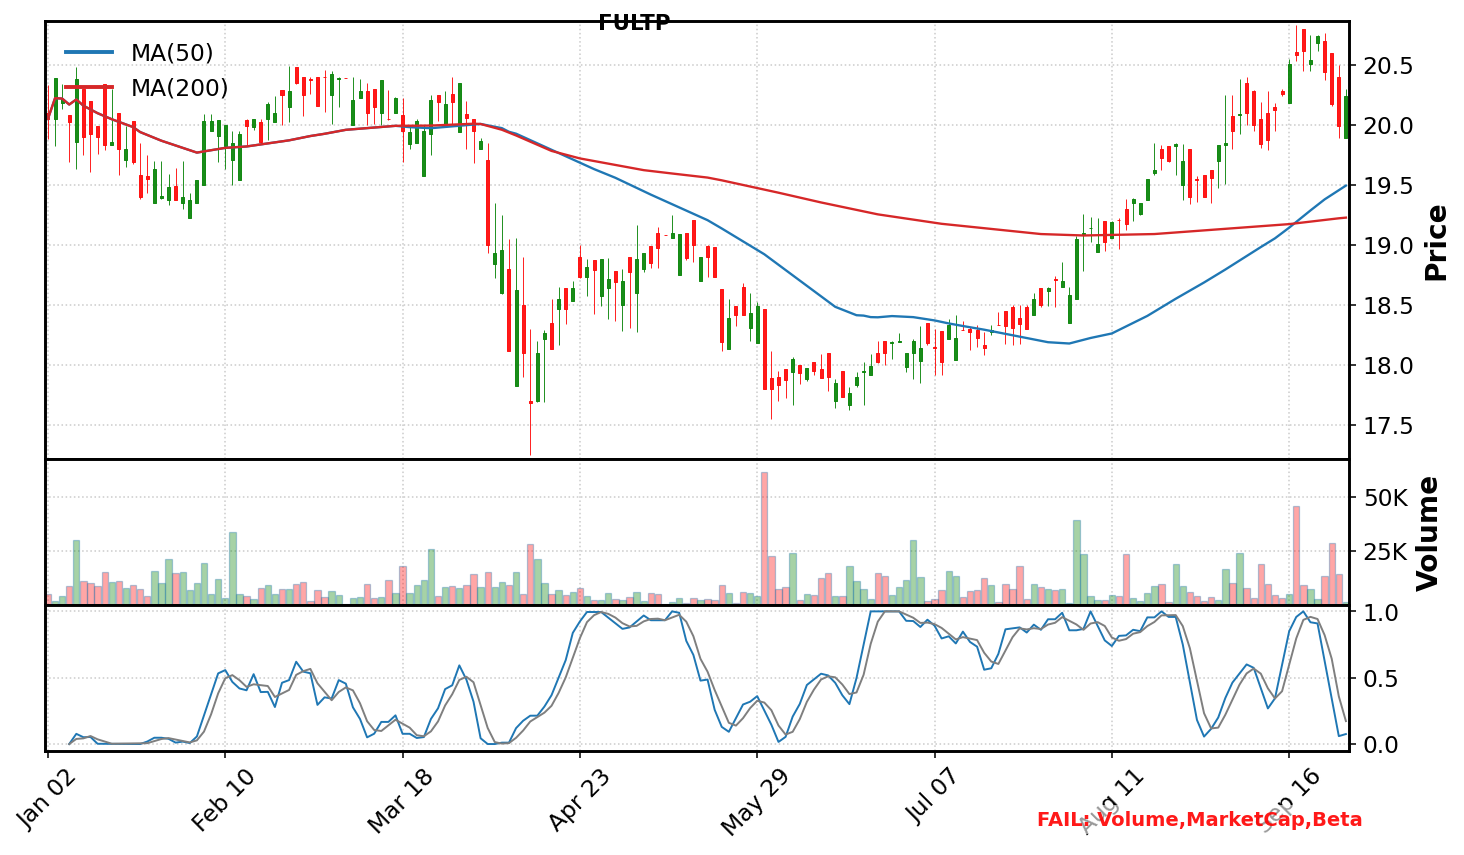 FULTP
MA(50)
MA(200)
20.5
20.0
19.5
19.0
18.5
18.0
17.5
Price
50K
25K
Volume
1.0
0.5
0.0
Jan 02
Feb 10
Mar 18
Apr 23
May 29
Jul 07
Aug 11
Sep 16
FAIL: Volume,MarketCap,Beta